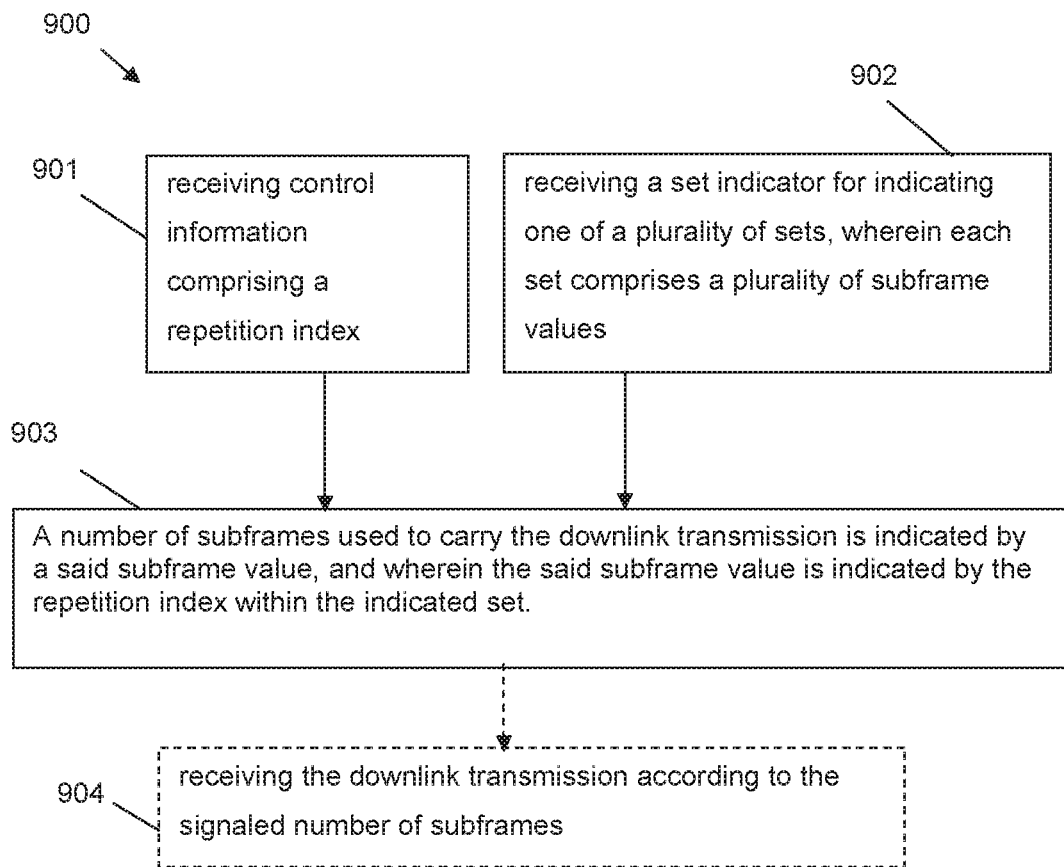 900
902
901
receiving control
information
comprising a
repetition index
receiving a set indicator for indicating
one of a plurality of sets, wherein each
set comprises a plurality of subframe
values
903
A number of subframes used to carry the downlink transmission is indicated by
a said subframe value, and wherein the said subframe value is indicated by the
repetition index within the indicated set.
904
receiving the downlink transmission according to the
signaled number of subframes